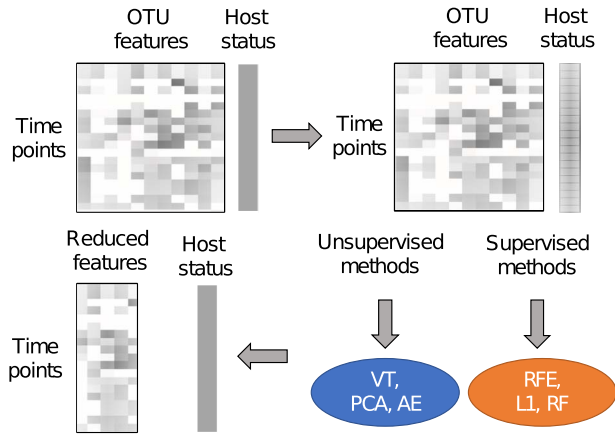 OTU
features
Host
status
Time
points
OTU
features
Host
status
Time
points
Reduced
features
Host
status
Time
points
Unsupervised
methods
Supervised
methods
VT,
PCA, AE
RFE,
L1, RF